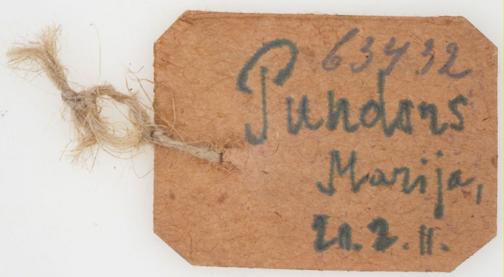 63432
Pundans
Marija,
20.2.11.